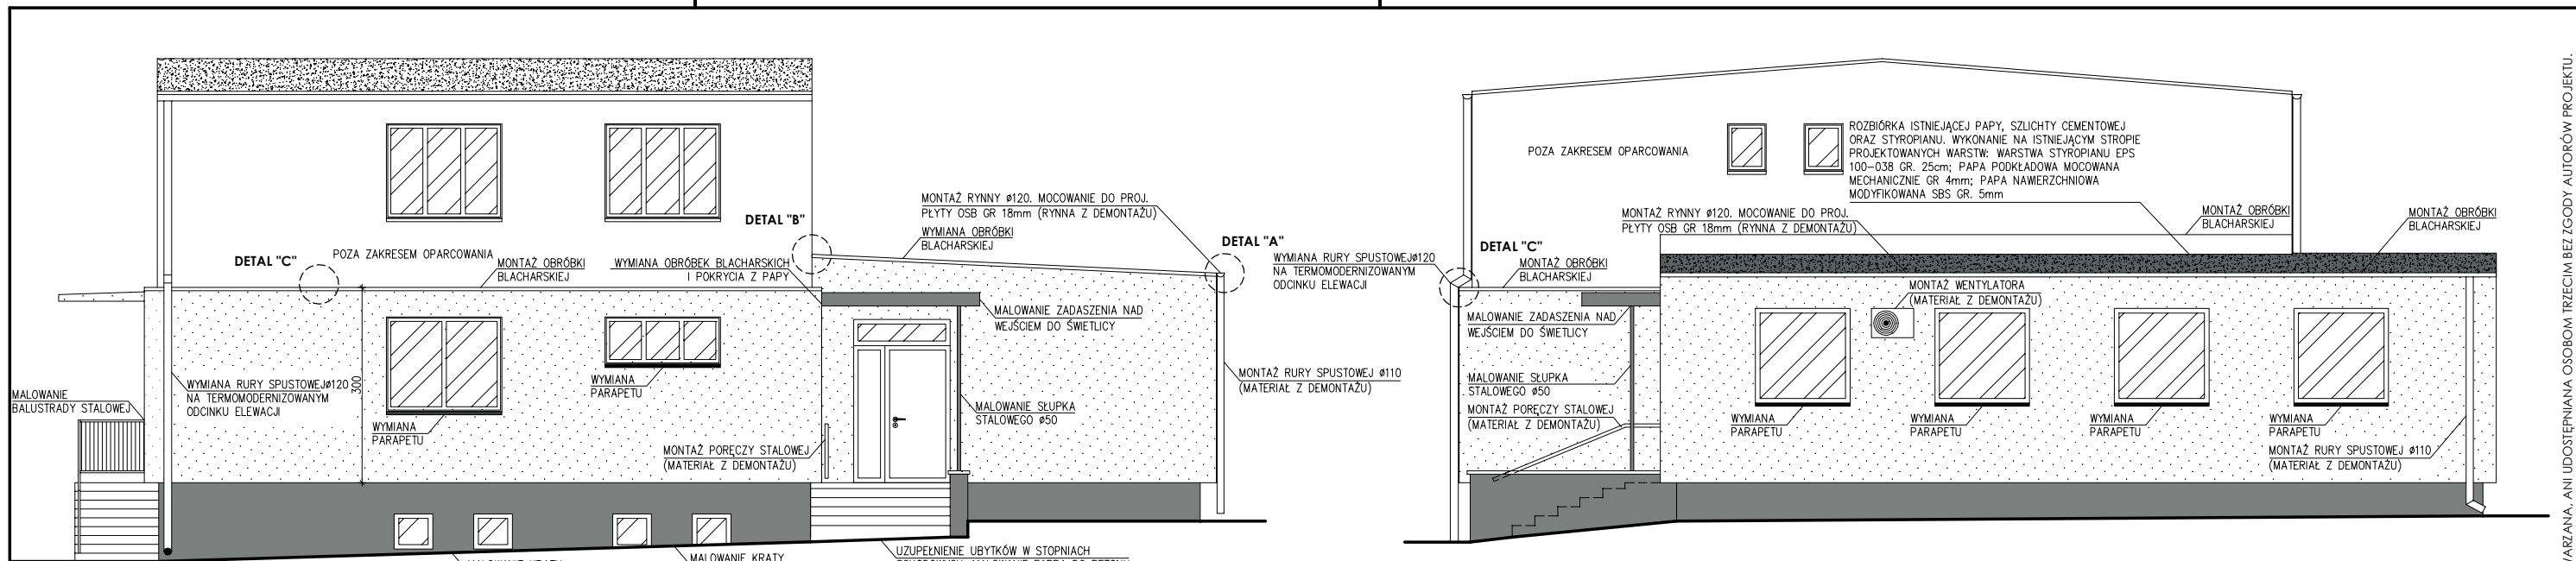 DETAL "B"
MONTAŻ RYNNY ø120. MOCOWANIE DO PROJ.
PŁYTY OSB GR 18mm (RYNNA Z DEMONTAŻU)
WYMIANA OBRÓBKI
BLACHARSKIEJ
DETAL "A"
POZA ZAKRESEM OPARCOWANIA
DETAL "C"
MONTAŻ OBRÓBKI
BLACHARSKIEJ
WYMIANA OBRÓBEK BLACHARSKICH
I POKRYCIA Z PAPY
MALOWANIE ZADASZENIA NAD
WEJŚCIEM DO ŚWIETLICY
300
WYMIANA RURY SPUSTOWEJø120
NA TERMOMODERNIZOWANYM
ODCINKU ELEWACJI
MALOWANIE
BALUSTRADY STALOWEJ
WYMIANA
PARAPETU
WYMIANA
PARAPETU
MONTAŻ PORĘCZY STALOWEJ
(MATERIAŁ Z DEMONTAŻU)
MALOWANIE SŁUPKA
STALOWEGO ø50
MONTAŻ RURY SPUSTOWEJ ø110
(MATERIAŁ Z DEMONTAŻU)
MALOWANIE KRATY
UZUPEŁNIENIE UBYTKÓW W STOPNIACH
POZA ZAKRESEM OPARCOWANIA
ROZBIÓRKA ISTNIEJĄCEJ PAPY, SZLICHTY CEMENTOWEJ
ORAZ STYROPIANU. WYKONANIE NA ISTNIEJĄCYM STROPIE
PROJEKTOWANYCH WARSTW: WARSTWA STYROPIANU EPS
100-038 GR. 25cm; PAPA PODKŁADOWA MOCOWANA
MECHANICZNIE GR 4mm; PAPA NAWIERZCHNIOWA
MODYFIKOWANA SBS GR. 5mm
MONTAŻ RYNNY ø120. MOCOWANIE DO PROJ.
PŁYTY OSB GR 18mm (RYNNA Z DEMONTAŻU)
MONTAŻ OBRÓBKI
BLACHARSKIEJ
MONTAŻ OBRÓBKI
BLACHARSKIEJ
DETAL "C"
WYMIANA RURY SPUSTOWEJø120
NA TERMOMODERNIZOWANYM
ODCINKU ELEWACJI
MONTAŻ OBRÓBKI
BLACHARSKIEJ
MONTAŻ WENTYLATORA
(MATERIAŁ Z DEMONTAŻU)
MALOWANIE ZADASZENIA NAD
WEJŚCIEM DO ŚWIETLICY
MALOWANIE SŁUPKA
STALOWEGO ø50
MONTAŻ PORĘCZY STALOWEJ
(MATERIAŁ Z DEMONTAŻU)
WYMIANA
PARAPETU
WYMIANA
PARAPETU
WYMIANA
PARAPETU
WYMIANA
PARAPETU
MONTAŻ RURY SPUSTOWEJ ø110
(MATERIAŁ Z DEMONTAŻU)
ANI UDOSTĘPNIANA OSOBOM TRZECIM BEZ ZGODY AUTORÓW PROJEKTU.